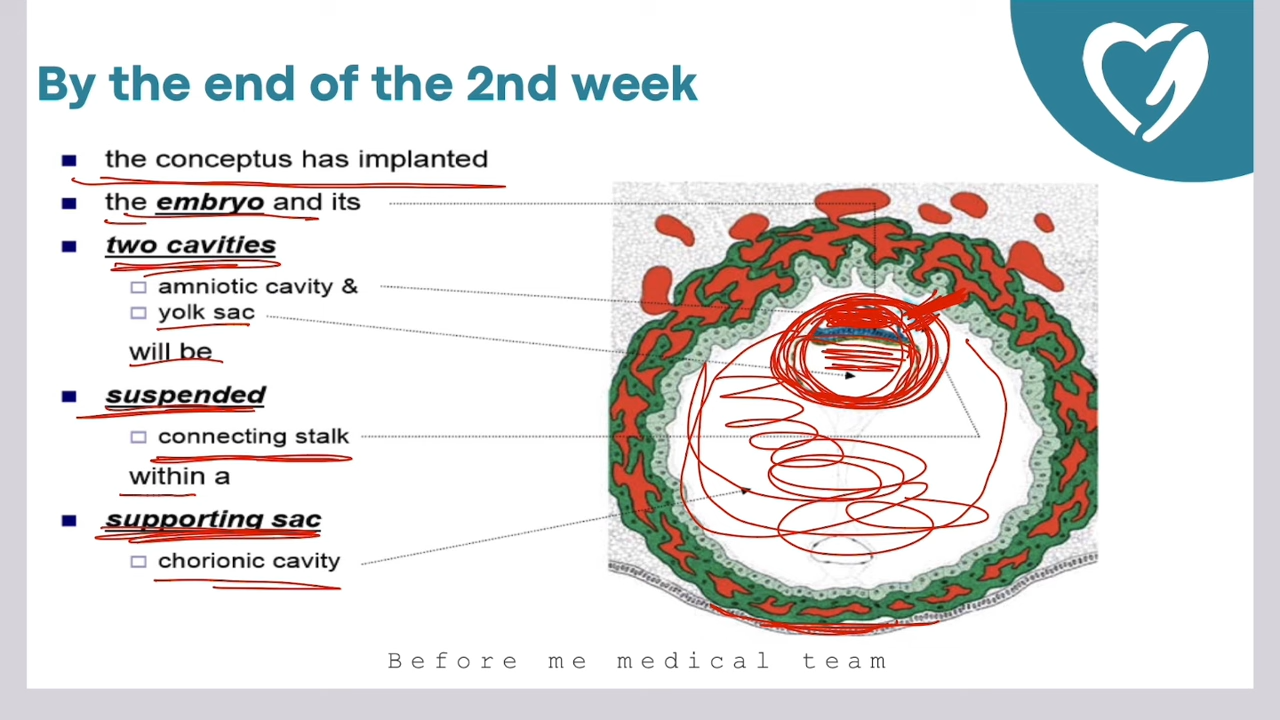 By the end of the 2nd week
the conceptus has implanted
the embryo and its
two cavities
amniotic cavity &
yolk sac
will be
suspended
connecting stalk
within a
supporting sac
chorionic cavity
Before me medical team